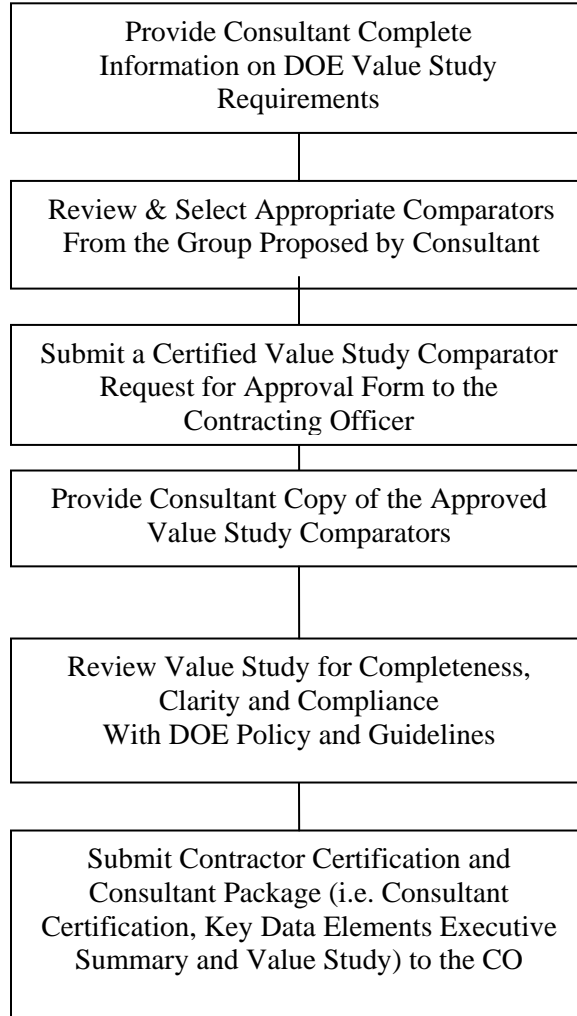 Provide Consultant Complete
Information on DOE Value Study
Requirements
Review & Select Appropriate Comparators
From the Group Proposed by Consultant
Submit a Certified Value Study Comparator
Request for Approval Form to the
Contracting Officer
Provide Consultant Copy of the Approved
Value Study Comparators
Review Value Study for Completeness,
Clarity and Compliance
With DOE Policy and Guidelines
Submit Contractor Certification and
Consultant Package (i.e. Consultant
Certification, Key Data Elements Executive
Summary and Value Study) to the CO